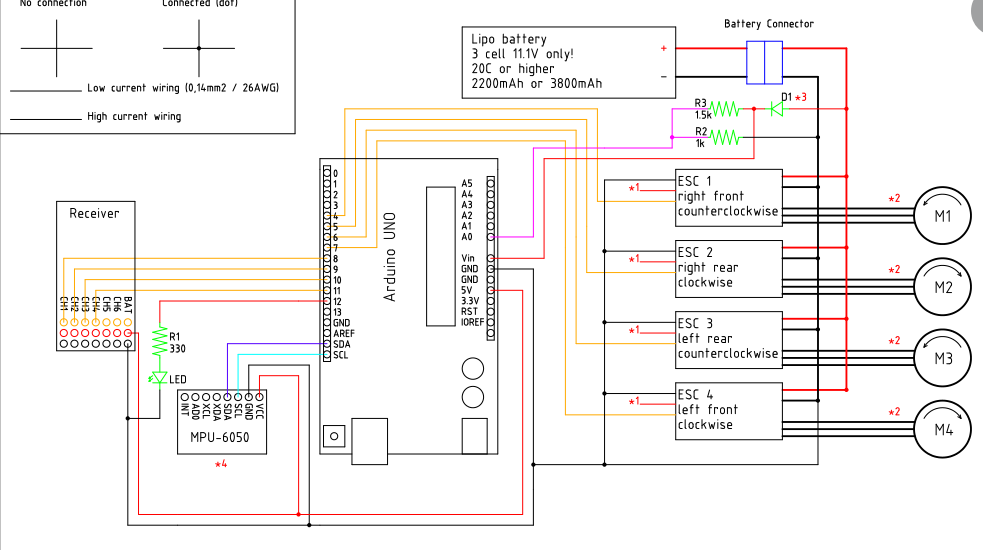 No connection
Connected (dot)
Low current wiring (0,14mm2 / 26AWG)
High current wiring
Lipo battery
3 cell 11.1V only!
20C or higher
2200mAh or 3800mAh
+
-
Battery Connector
R3
1.5k
D1 *3
R2
1k
Receiver
CH1
CH2
CH3
CH4
CH5
CH6
BAT
R1
330
LED
INT
AD0
XCL
XDA
SDA
SCL
GND
VCC
MPU-6050
*4
Arduino UNO
0
1
2
3
4
5
6
7
8
9
10
11
12
13
GND
AREF
SDA
SCL
A5
A4
A3
A2
A1
A0
Vin
GND
GND
5V
3.3V
RST
IOREF
*1
ESC 1
right front
counterclockwise
*2
M1
*1
ESC 2
right rear
clockwise
*2
M2
*1
ESC 3
left rear
counterclockwise
*2
M3
*1
ESC 4
left front
clockwise
*2
M4